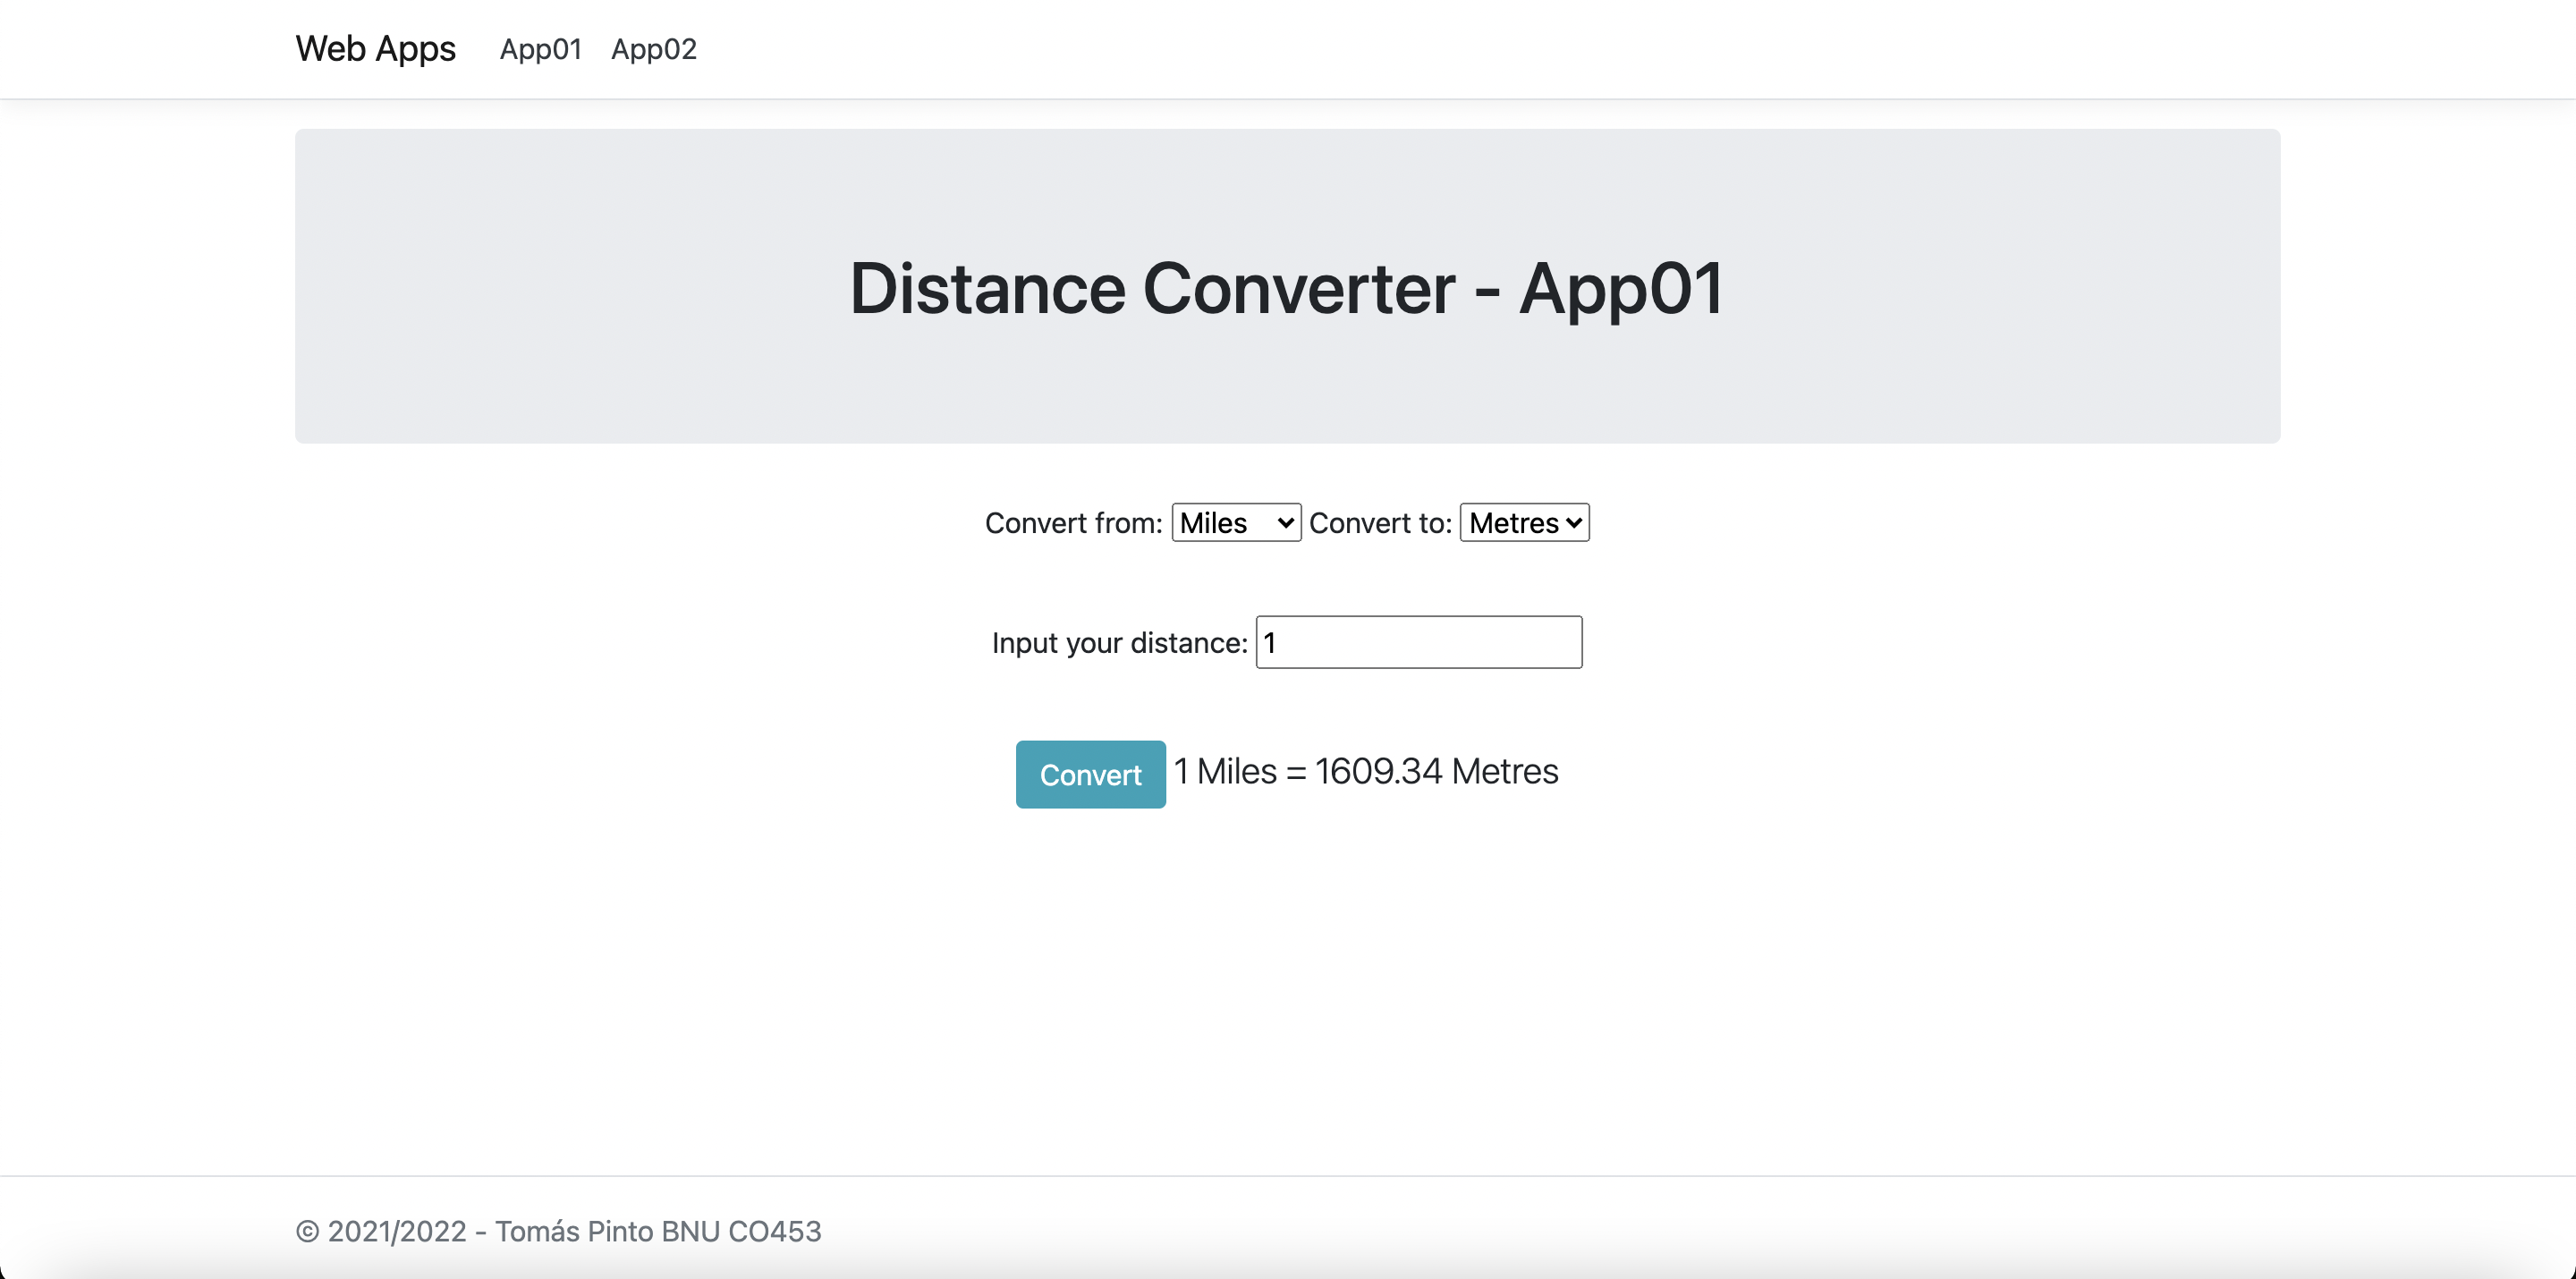 Web Apps App01 App02
Distance Converter - App01
Convert from: Miles Convert to: Metres
Input your distance: 1
Convert 1 Miles = 1609.34 Metres
© 2021/2022 - Tomás Pinto BNU CO453